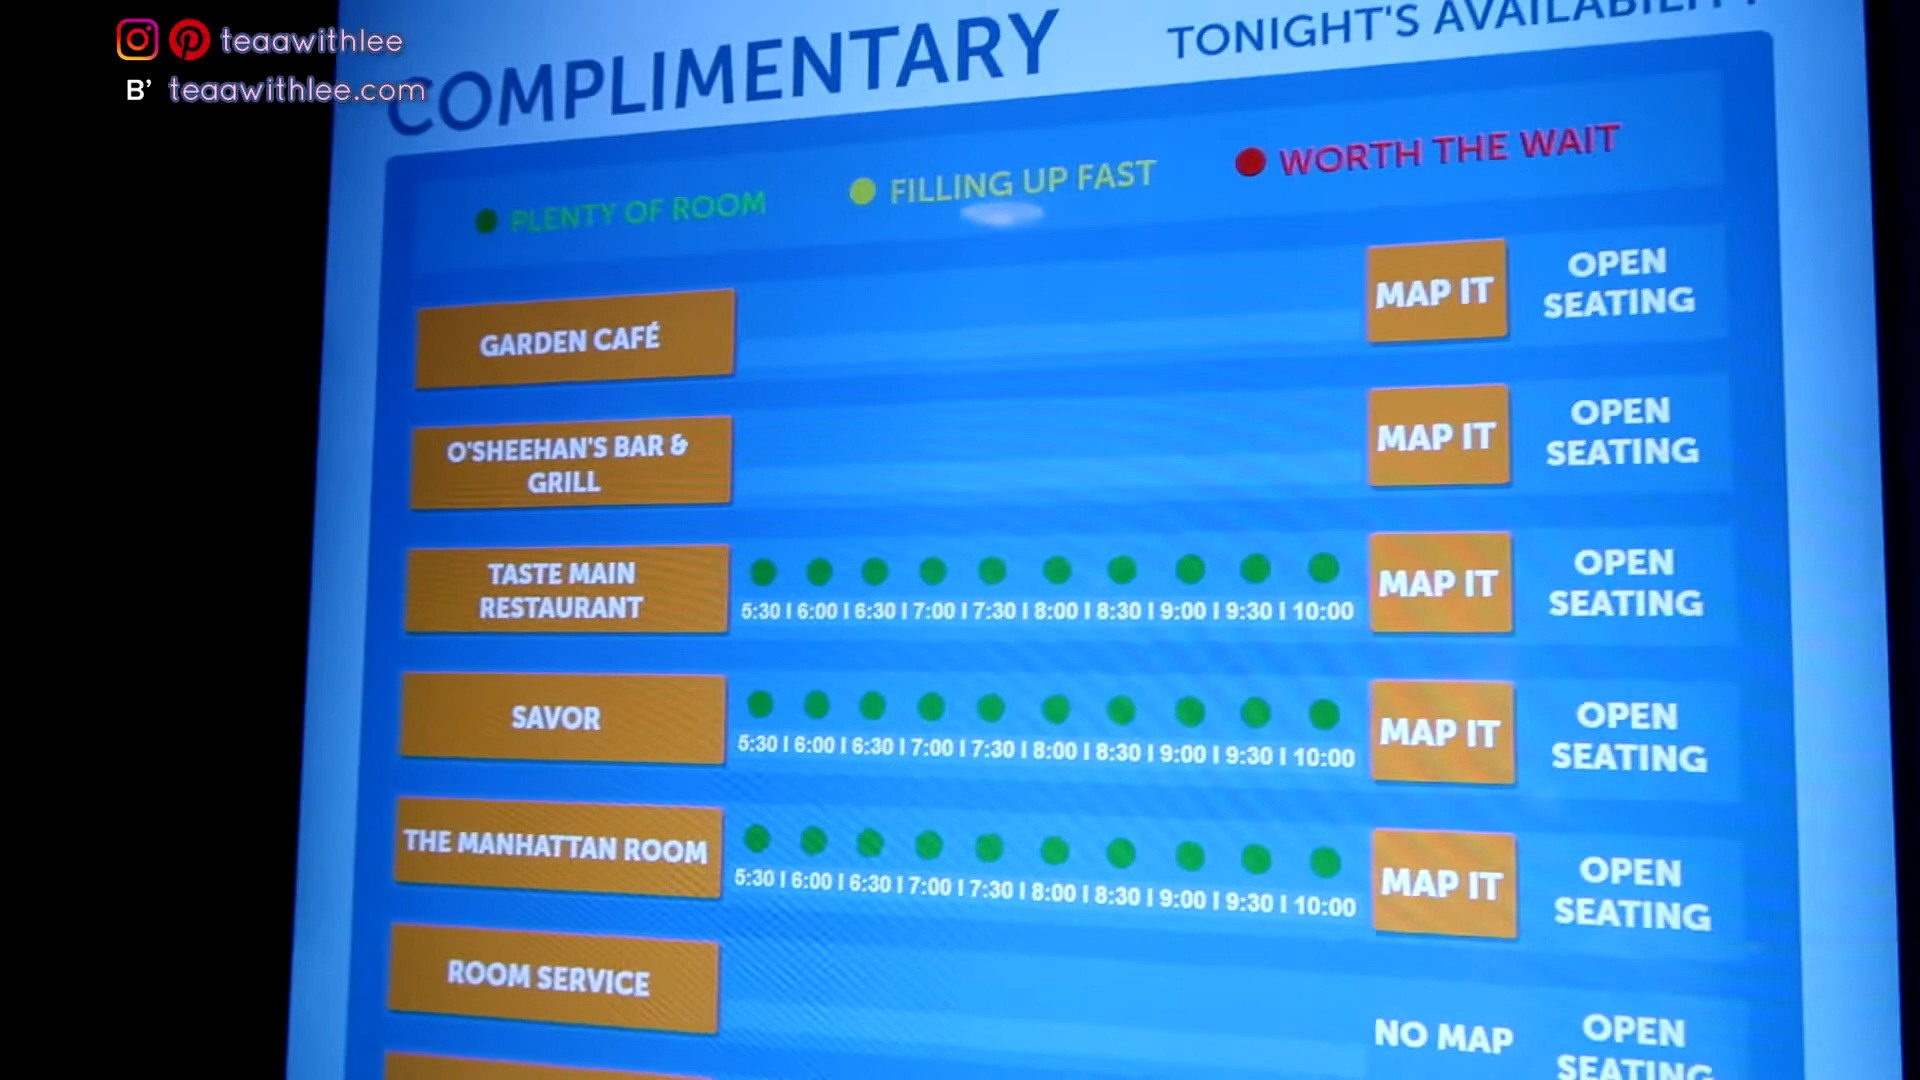 teaawithlee
B' teaawithlee.com
COMPLIMENTARY
TONIGHT'S AVAILABILITY
PLENTY OF ROOM
FILLING UP FAST
WORTH THE WAIT
GARDEN CAFÉ
MAP IT
OPEN
SEATING
O'SHEEHAN'S BAR &
GRILL
MAP IT
OPEN
SEATING
TASTE MAIN
RESTAURANT
5:30 | 6:00 | 6:30 | 7:00 | 7:30 | 8:00 | 8:30 | 9:00 | 9:30 | 10:00
MAP IT
OPEN
SEATING
SAVOR
5:30 | 6:00 | 6:30 | 7:00 | 7:30 | 8:00 | 8:30 | 9:00 | 9:30 | 10:00
MAP IT
OPEN
SEATING
THE MANHATTAN ROOM
5:30 | 6:00 | 6:30 | 7:00 | 7:30 | 8:00 | 8:30 | 9:00 | 9:30 | 10:00
MAP IT
OPEN
SEATING
ROOM SERVICE
NO MAP
OPEN
SEATING